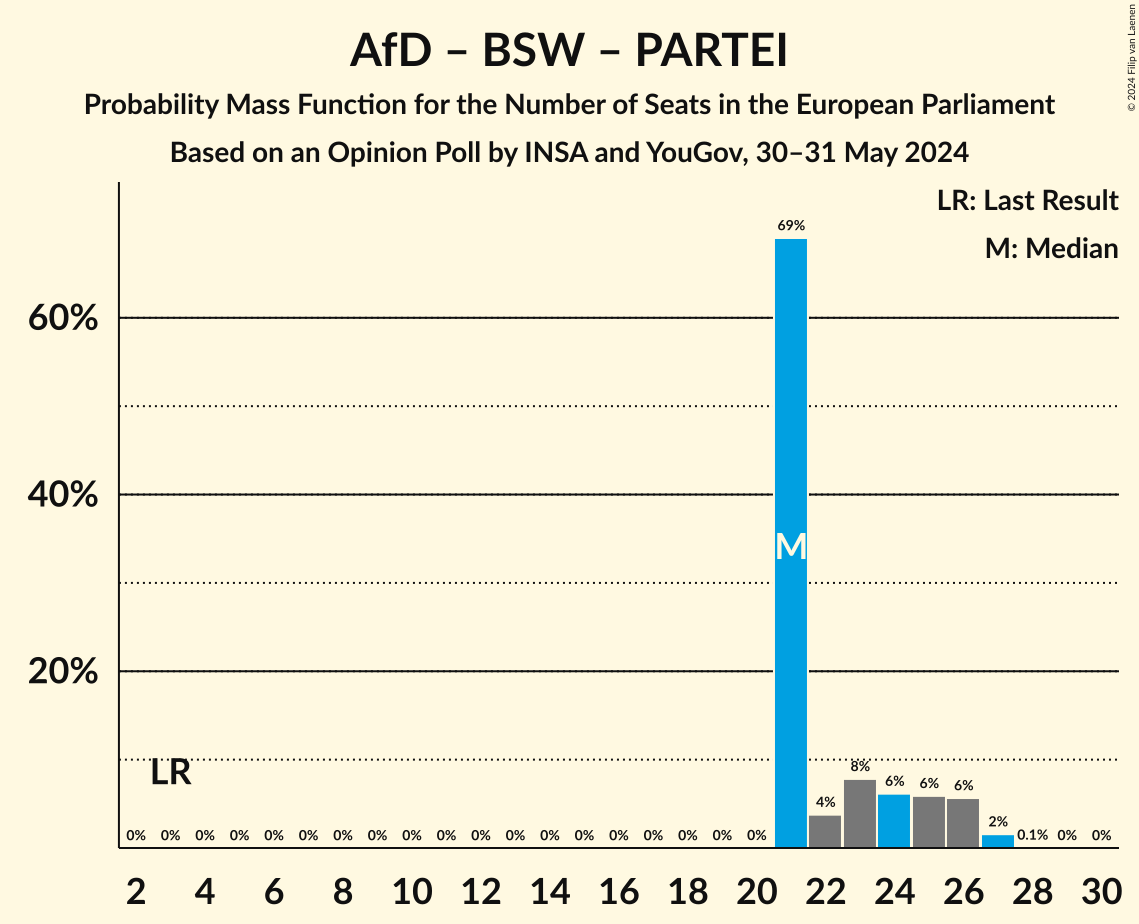 AfD – BSW – PARTEI
Probability Mass Function for the Number of Seats in the European Parliament
Based on an Opinion Poll by INSA and YouGov, 30–31 May 2024
© 2024 Filip van Laenen
LR: Last Result
M: Median
69%
60%
40%
M
20%
LR
0% 0% 0% 0% 0% 0% 0% 0% 0% 0% 0% 0% 0% 0% 0% 0% 0% 0% 0% 4% 8% 6% 6% 6% 2% 0.1% 0% 0%
2 4 6 8 10 12 14 16 18 20 22 24 26 28 30